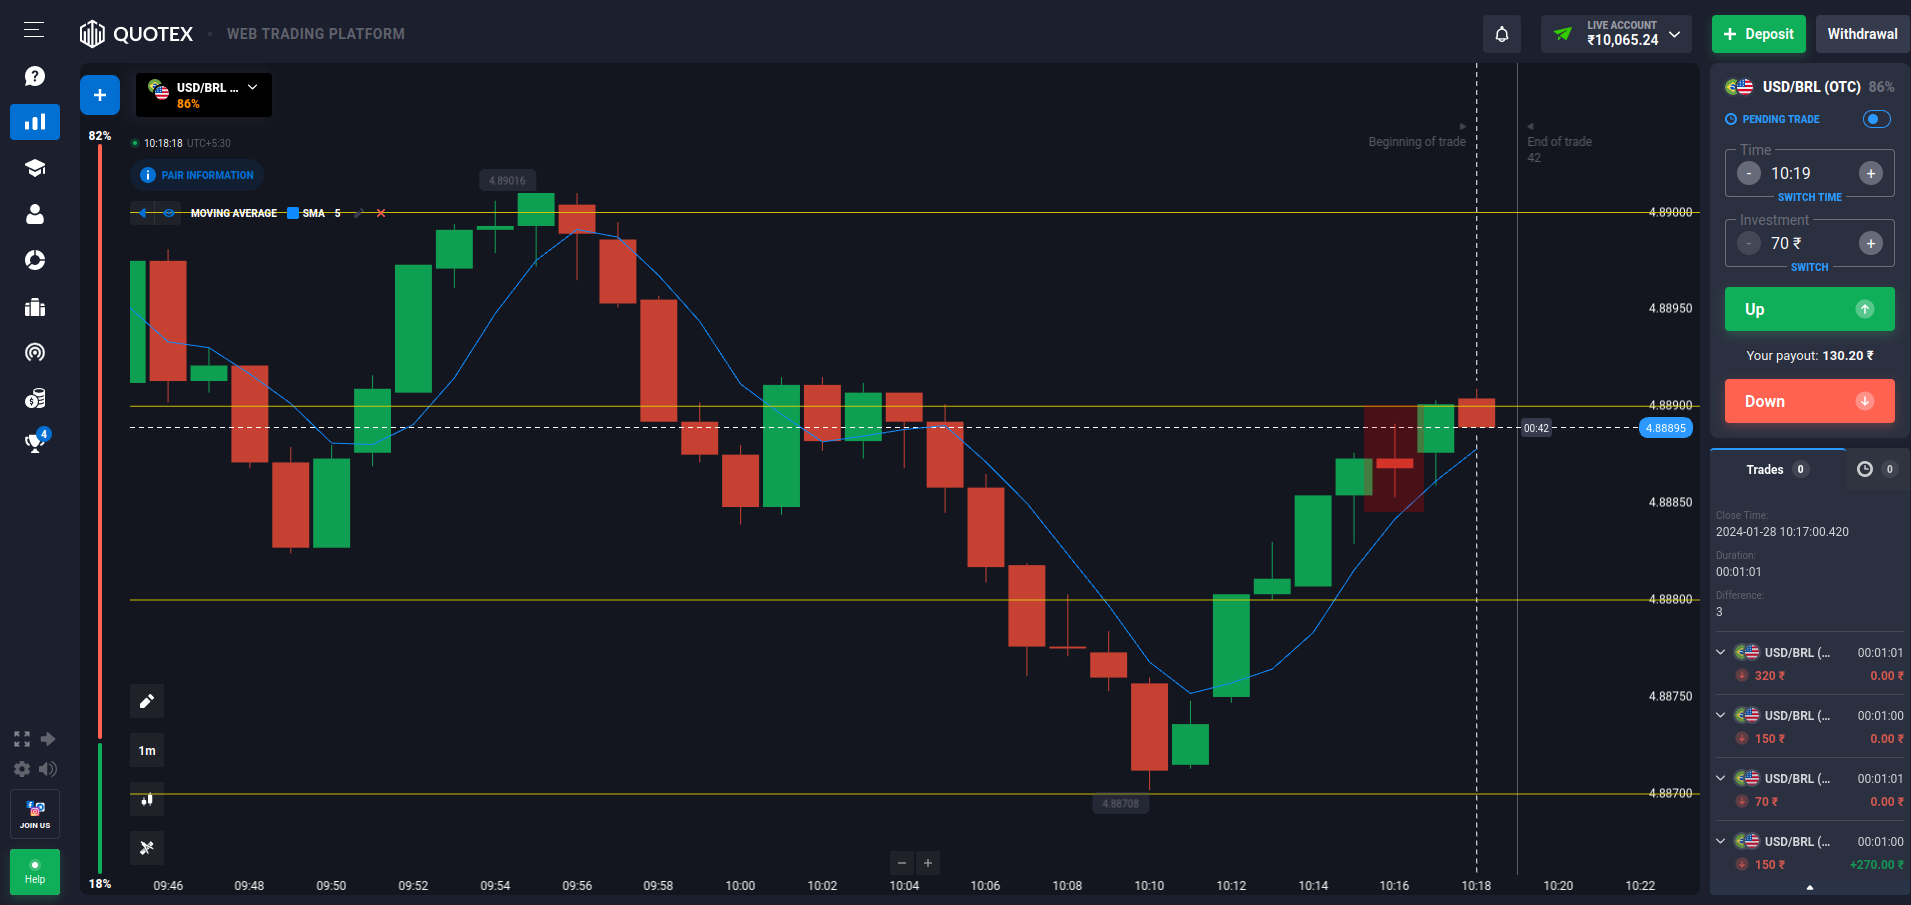 QUOTEX
WEB TRADING PLATFORM
LIVE ACCOUNT
₹10,065.24
Deposit
Withdrawal
USD/BRL ...
86%
82%
10:18:18 UTC+5:30
PAIR INFORMATION
MOVING AVERAGE SMA 5
4.89016
Beginning of trade
End of trade
42
4.89000
4.88950
4.88900
00:42
4.88895
4.88850
4.88800
4.88750
4.88700
4.88708
1m
18%
09:46 09:48 09:50 09:52 09:54 09:56 09:58 10:00 10:02 10:04 10:06 10:08 10:10 10:12 10:14 10:16 10:18 10:20 10:22
4
JOIN US
Help
USD/BRL (OTC) 86%
PENDING TRADE
Time
- 10:19 +
SWITCH TIME
Investment
- 70 ₹ +
SWITCH
Up
Your payout: 130.20 ₹
Down
Trades 0
0
Close Time:
2024-01-28 10:17:00.420
Duration:
00:01:01
Difference:
3
USD/BRL (... 00:01:01
320 ₹ 0.00 ₹
USD/BRL (... 00:01:00
150 ₹ 0.00 ₹
USD/BRL (... 00:01:01
70 ₹ 0.00 ₹
USD/BRL (... 00:01:00
150 ₹ +270.00 ₹